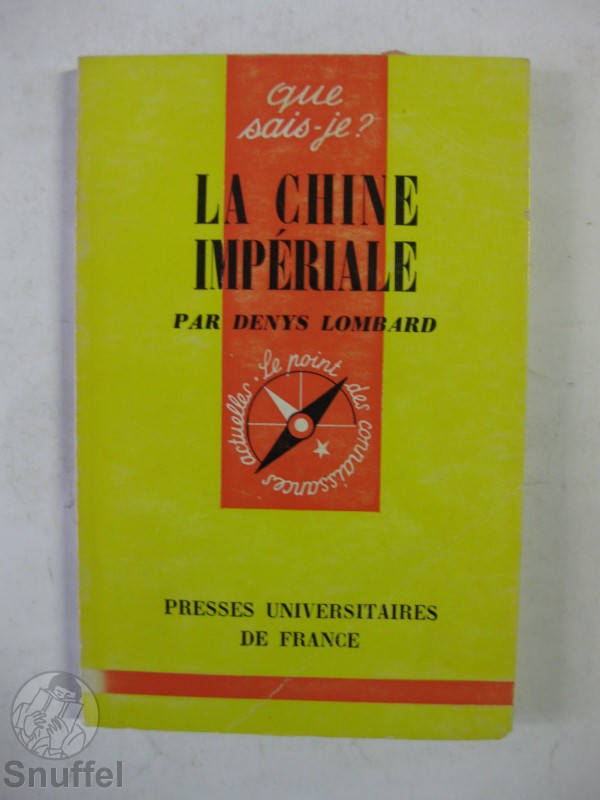 que
sais-je?
LA CHINE
IMPÉRIALE
PAR DENYS LOMBARD
Le point des connaissances actuelles.
PRESSES UNIVERSITAIRES
DE FRANCE
Snuffel